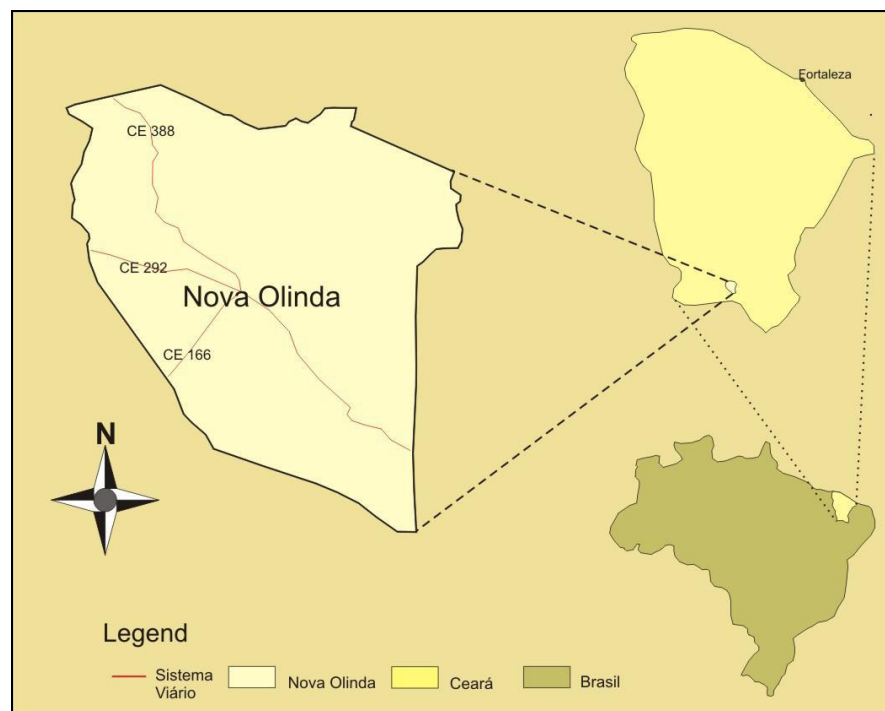 Fortaleza
CE 388
CE 292
Nova Olinda
CE 166
N
Legend
Sistema
Viário
Nova Olinda
Ceará
Brasil